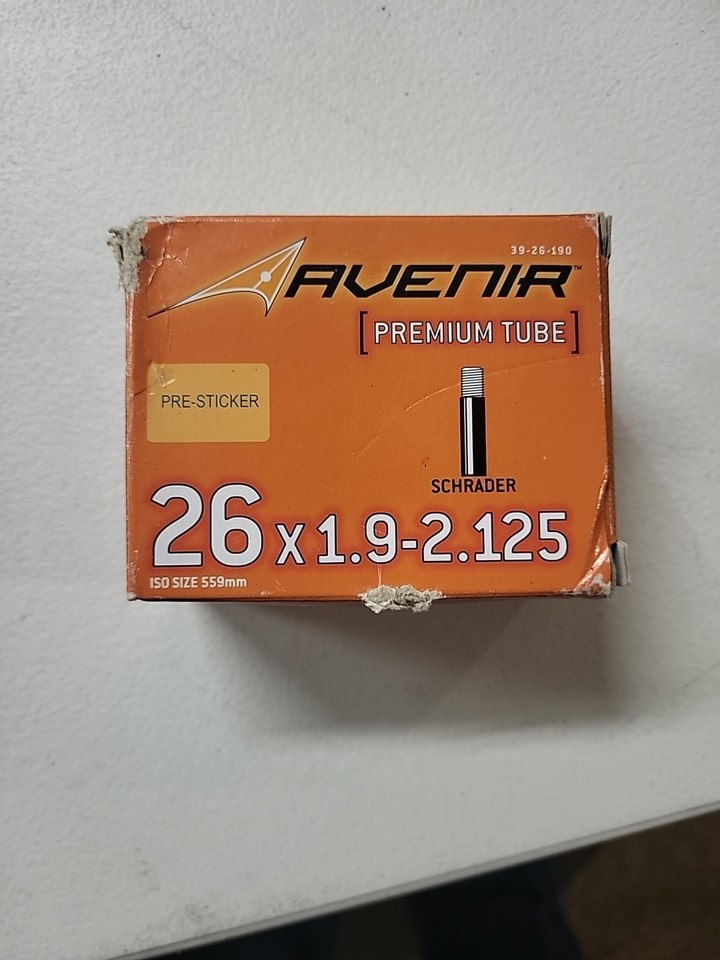 39-26-190
AVENIR™
[PREMIUM TUBE]
PRE-STICKER
SCHRADER
26 x 1.9-2.125
ISO SIZE 559mm